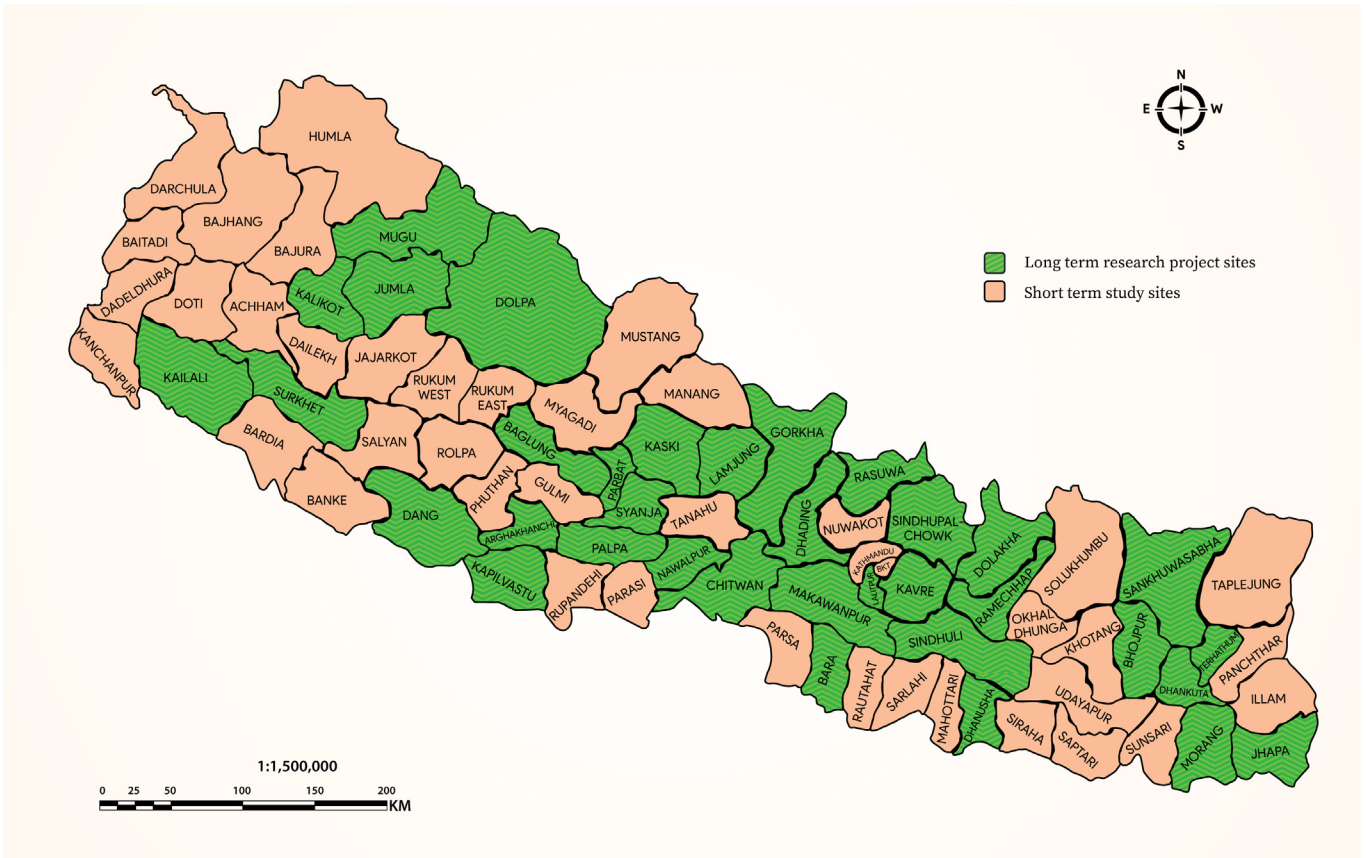 N
E W
S
HUMLA
DARCHULA
BAJHANG
BAITADI
BAJURA
MUGU
DADELDHURA
DOTI
ACHHAM
KALIKOT
JUMLA
DOLPA
Long term research project sites
Short term study sites
KANCHANPUR
KAILALI
DAILEKH
JAJARKOT
MUSTANG
SURKHET
RUKUM
WEST
RUKUM
EAST
MYAGADI
MANANG
BARDIA
SALYAN
ROLPA
BAGLUNG
KASKI
LAMJUNG
GORKHA
BANKE
DANG
PHUTHAN
GULMI
PARBAT
SYANJA
TANAHU
DHADING
RASUWA
NUWAKOT
SINDHUPAL-
CHOWK
ARGHAKHANCHI
PALPA
NAWALPUR
KAPILVASTU
RUPANDEHI
PARASI
CHITWAN
MAKAWANPUR
KATHMANDU
BKT
LALITPUR
KAVRE
DOLAKHA
RAMECHHAP
SOLUKHUMBU
SANKHUWASABHA
TAPLEJUNG
PARSA
BARA
RAUTAHAT
SARLAHI
MAHOTTARI
DHANUSHA
SINDHULI
OKHAL
DHUNGA
KHOTANG
BHOJPUR
TERHATHUM
PANCHTHAR
DHANKUTA
ILLAM
UDAYAPUR
SIRAHA
SAPTARI
SUNSARI
MORANG
JHAPA
1:1,500,000
0 25 50 100 150 200
KM